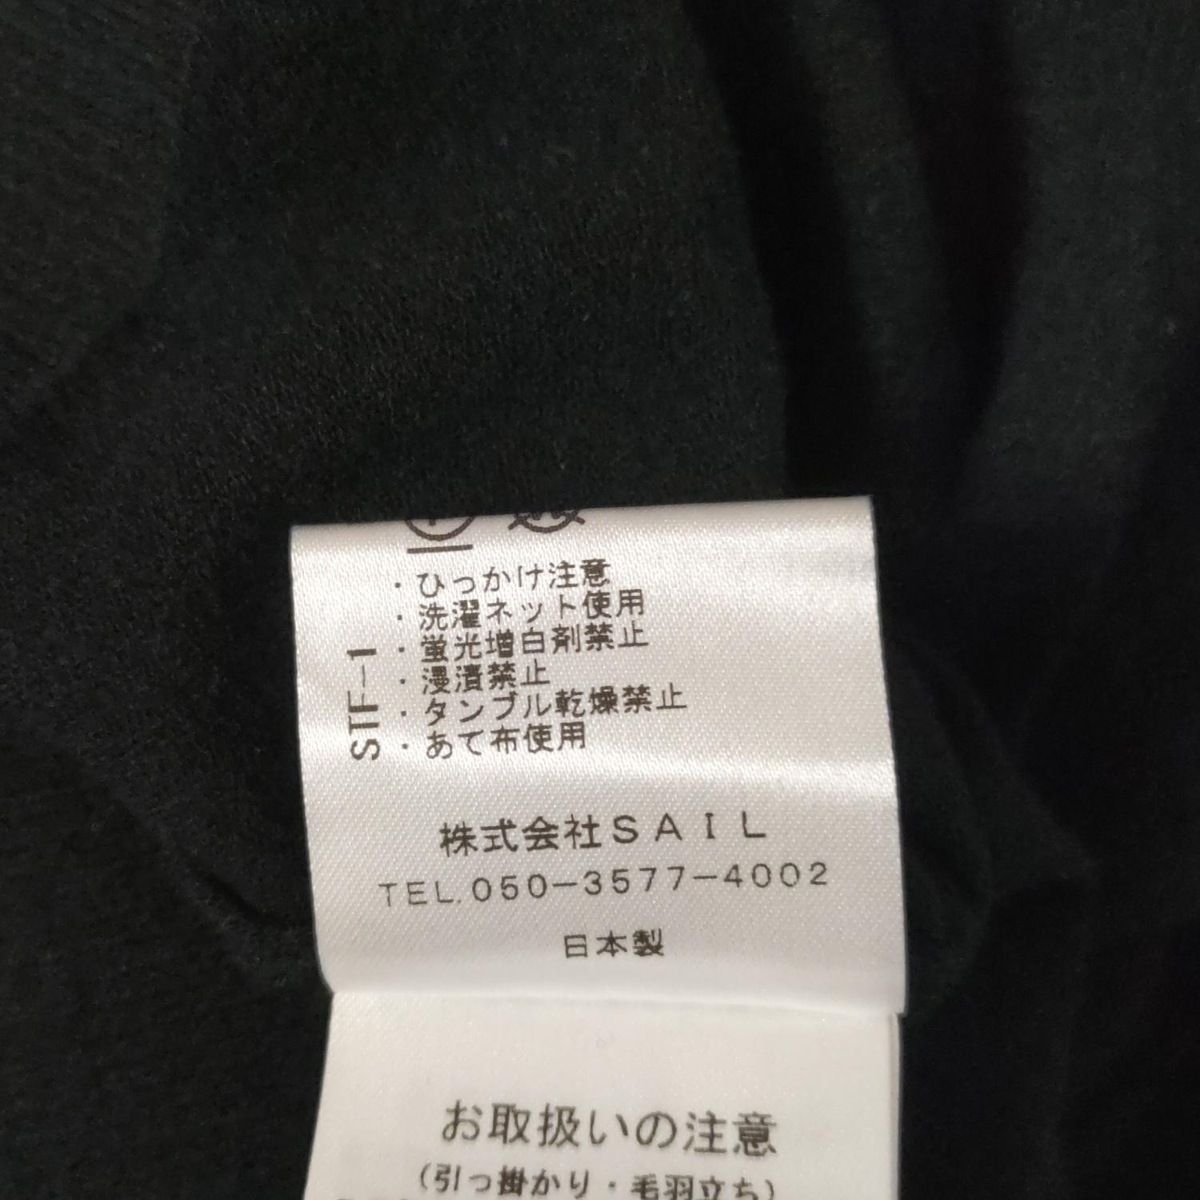 ・ひっかけ注意
・洗濯ネット使用
・蛍光増白剤禁止
・浸漬禁止
・タンブル乾燥禁止
・あて布使用
STF-1
株式会社SAIL
TEL.050-3577-4002
日本製
お取扱いの注意
(引っ掛かり・毛羽立ち)